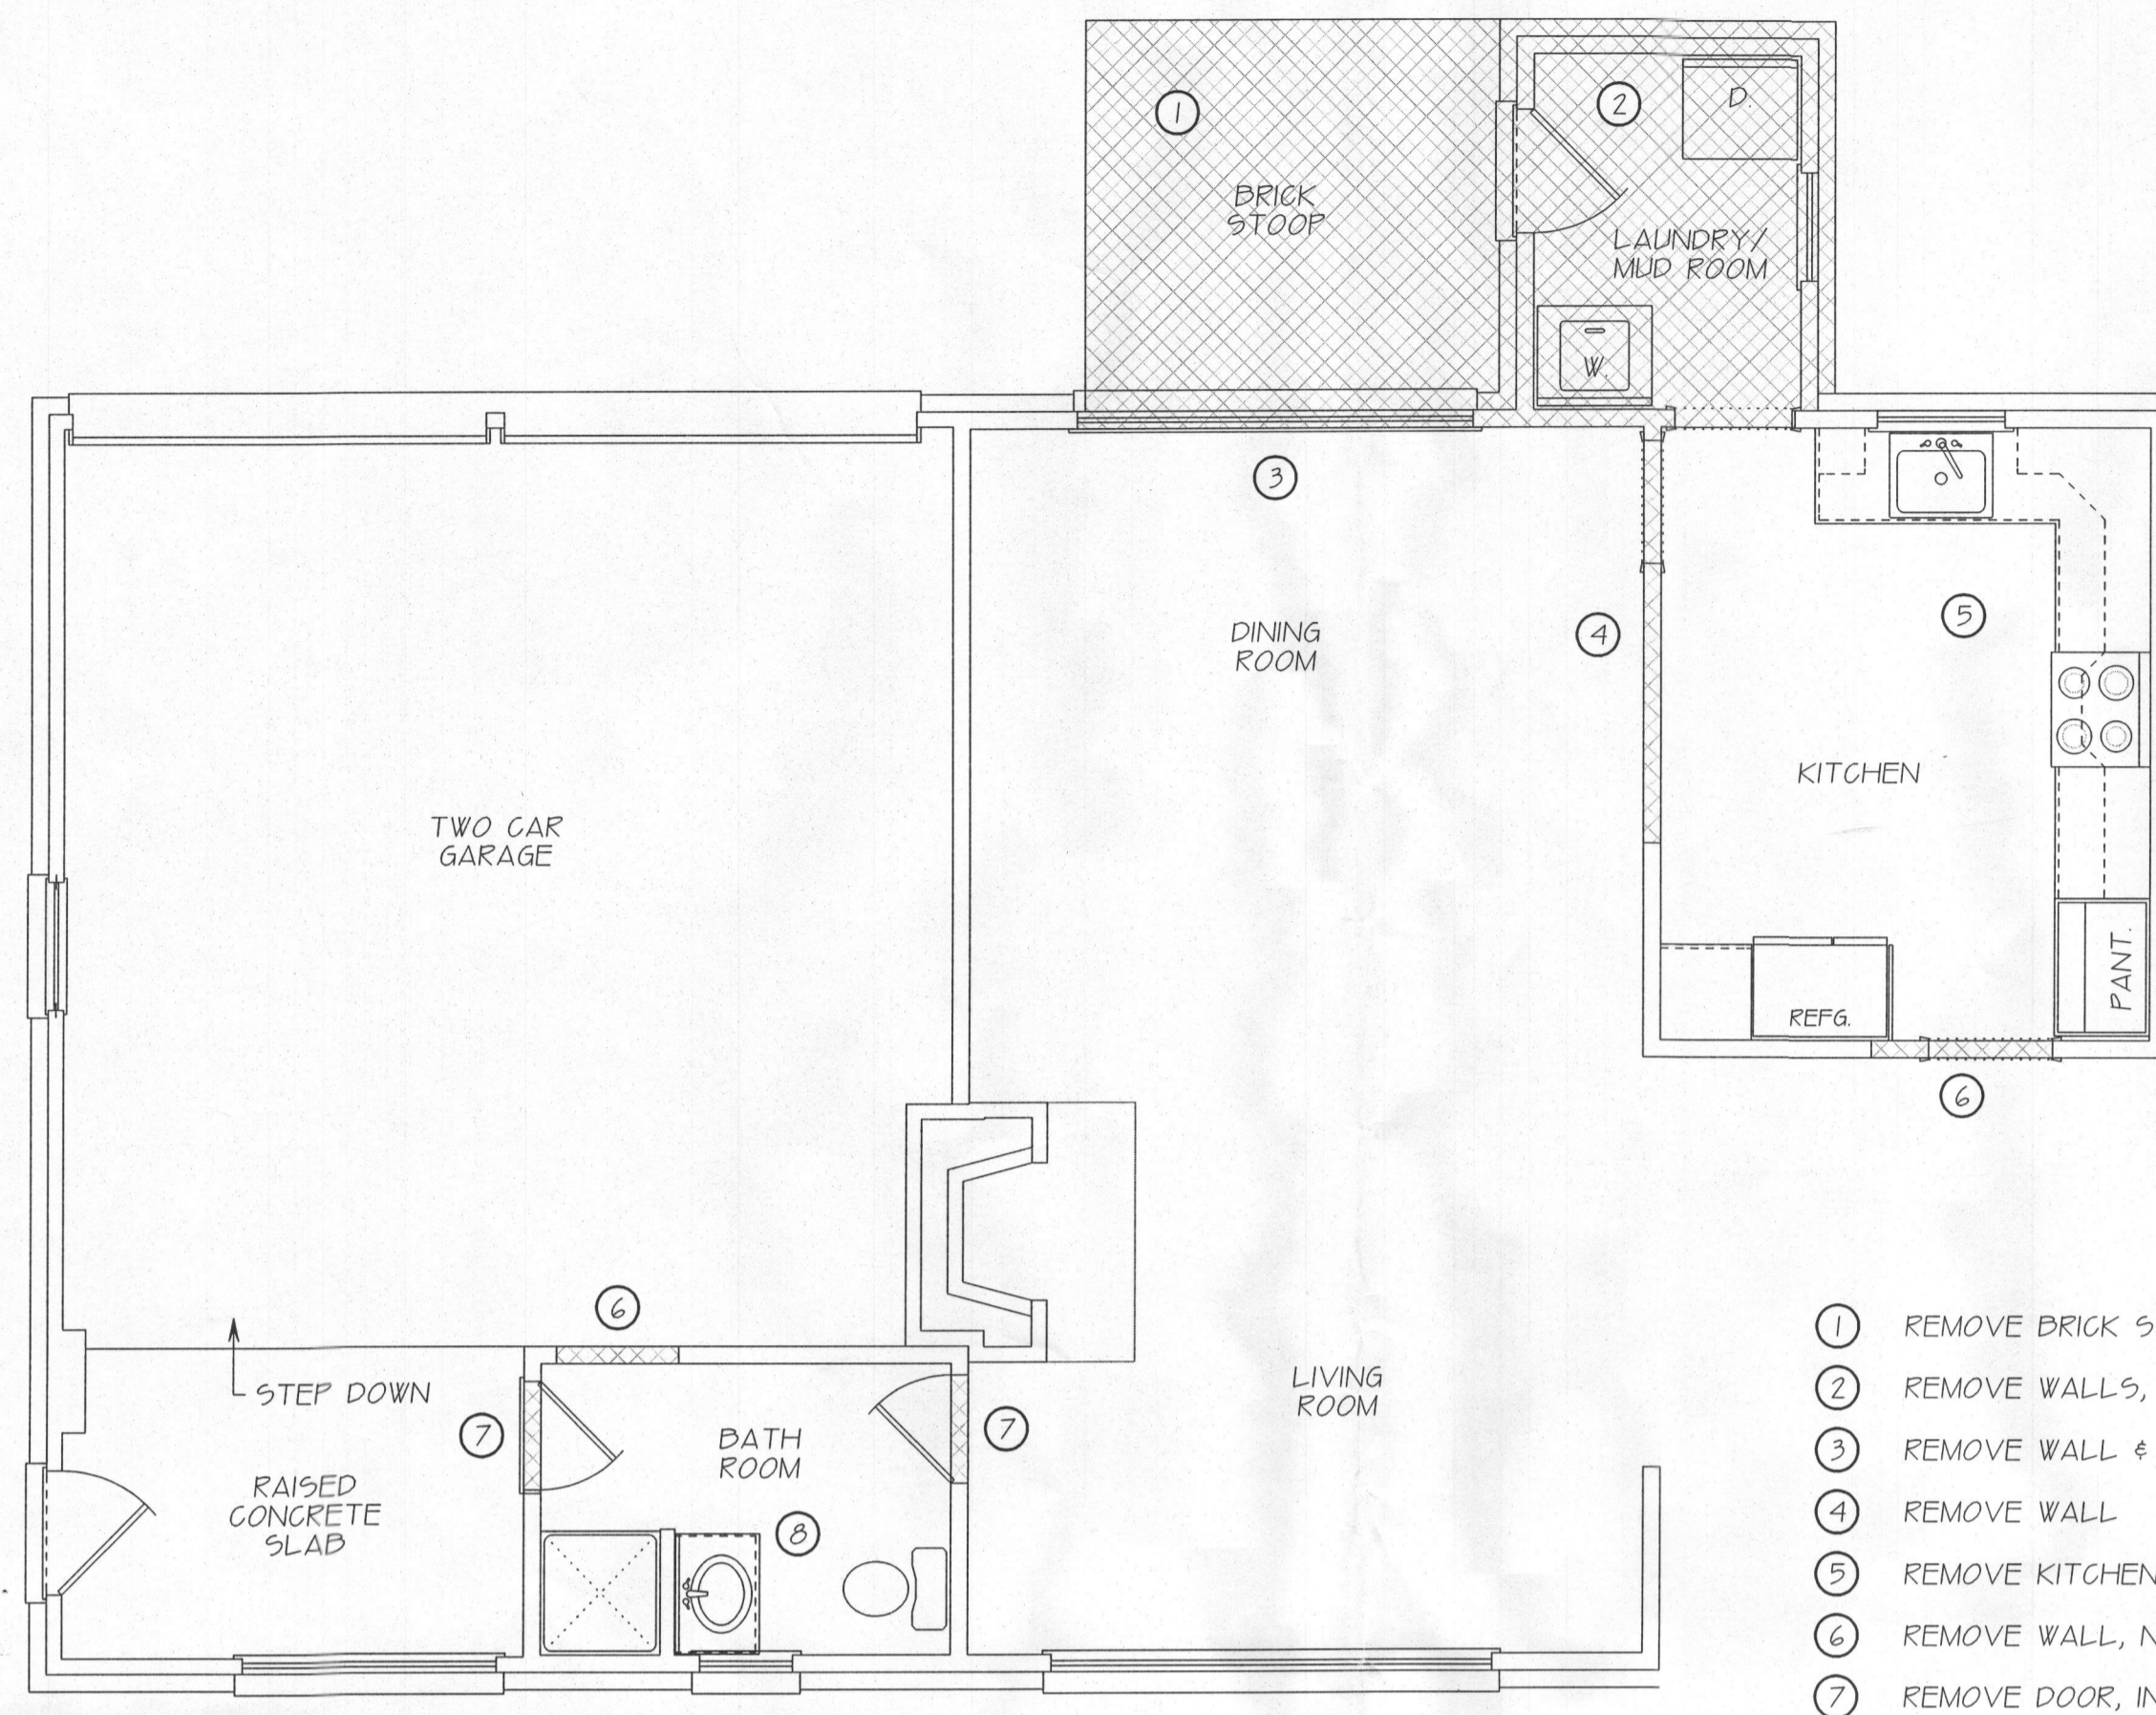 1
2
D.
BRICK
STOOP
LAUNDRY/
MUD ROOM
W.
3
4
5
DINING
ROOM
KITCHEN
TWO CAR
GARAGE
PANT.
REFG.
6
6
STEP DOWN
7
BATH
ROOM
7
LIVING
ROOM
RAISED
CONCRETE
SLAB
8
1 REMOVE BRICK S
2 REMOVE WALLS,
3 REMOVE WALL &
4 REMOVE WALL
5 REMOVE KITCHEN
6 REMOVE WALL, N
7 REMOVE DOOR, IN